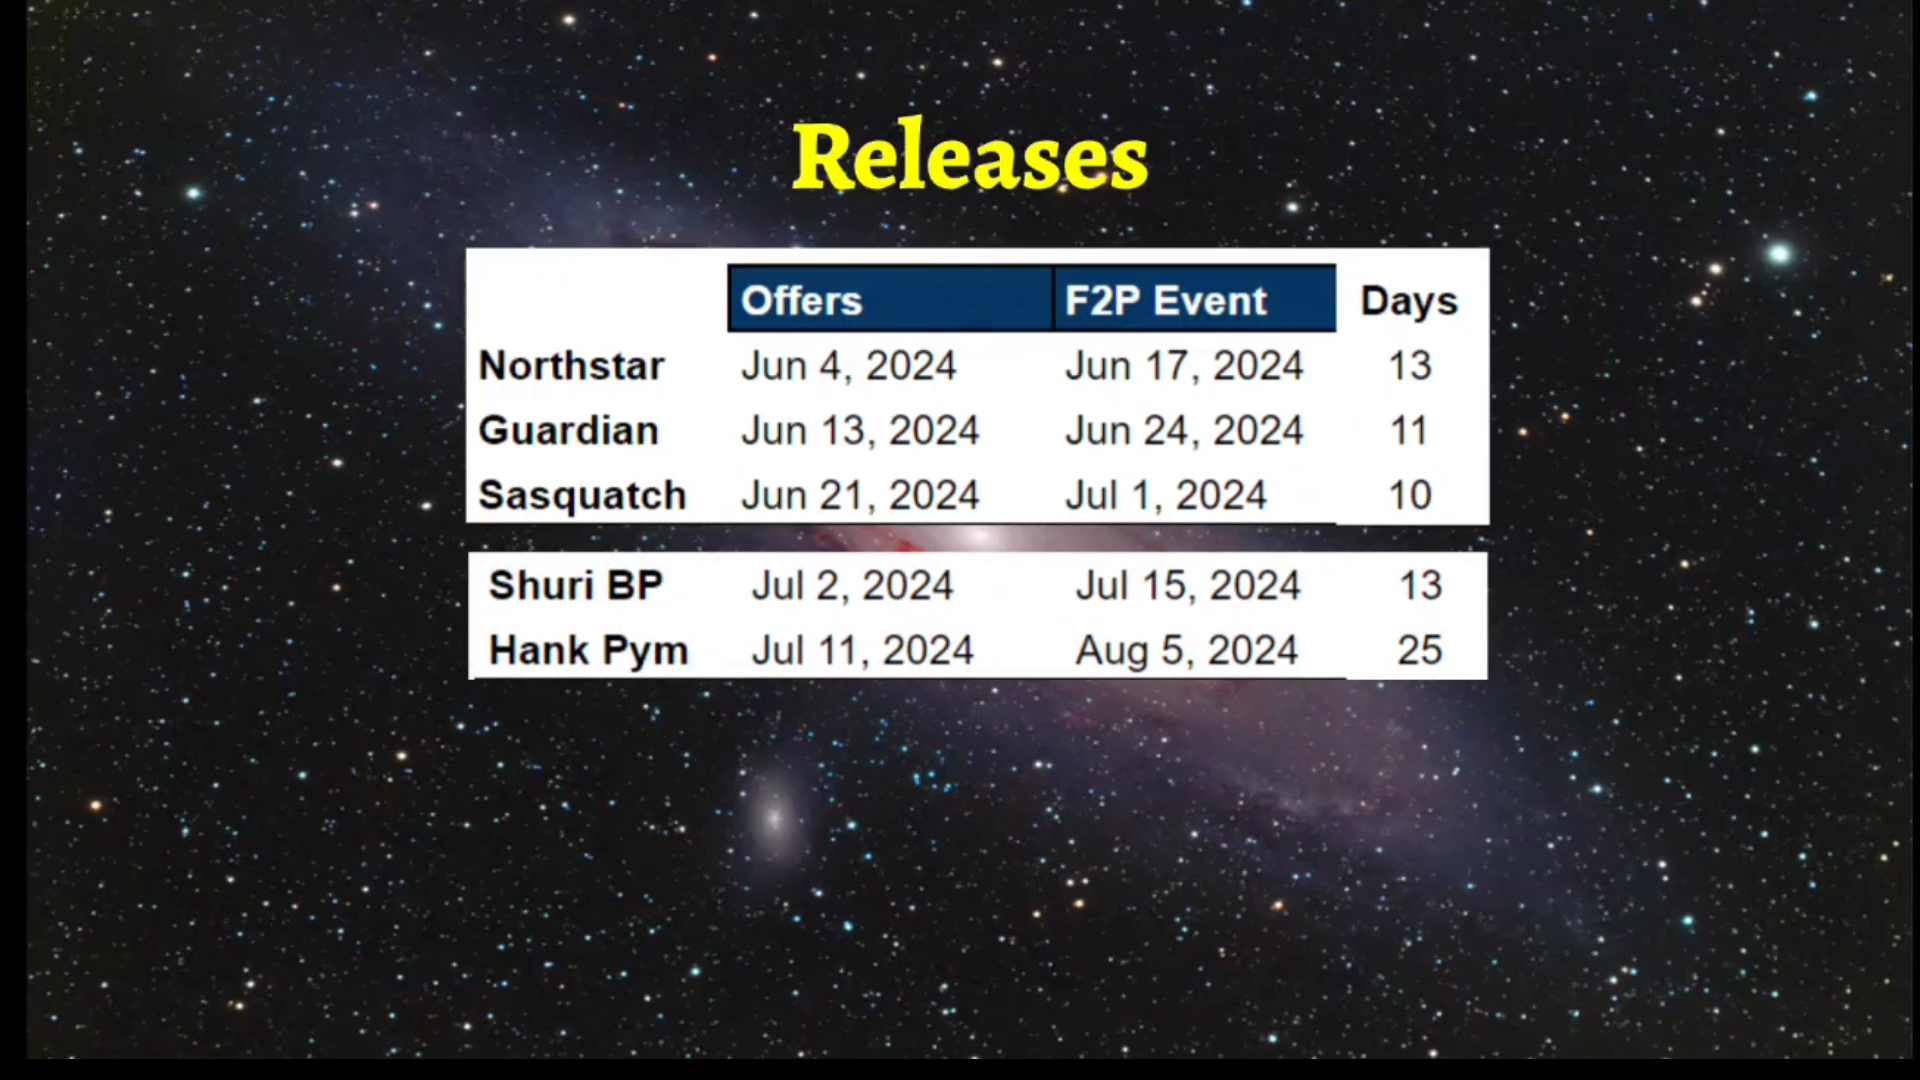 Releases
Offers F2P Event Days
Northstar Jun 4, 2024 Jun 17, 2024 13
Guardian Jun 13, 2024 Jun 24, 2024 11
Sasquatch Jun 21, 2024 Jul 1, 2024 10
Shuri BP Jul 2, 2024 Jul 15, 2024 13
Hank Pym Jul 11, 2024 Aug 5, 2024 25